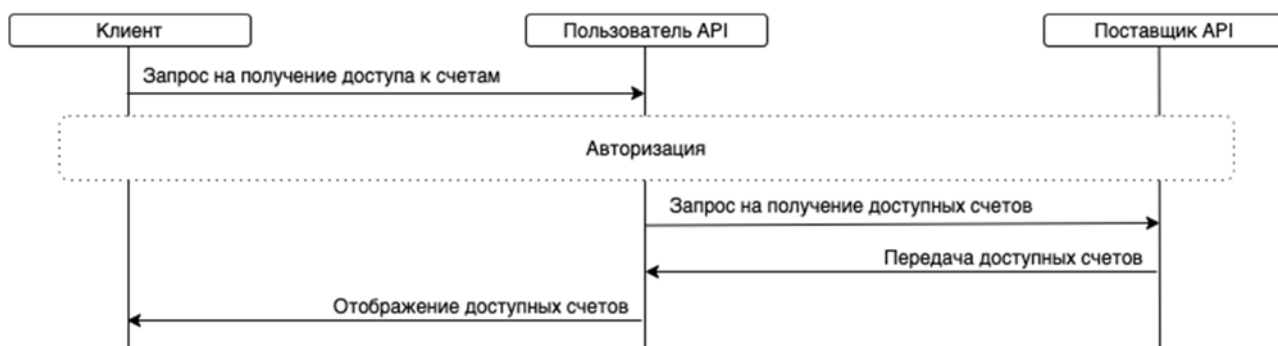 Клиент
Пользователь API
Поставщик API
Запрос на получение доступа к счетам
Авторизация
Запрос на получение доступных счетов
Передача доступных счетов
Отображение доступных счетов